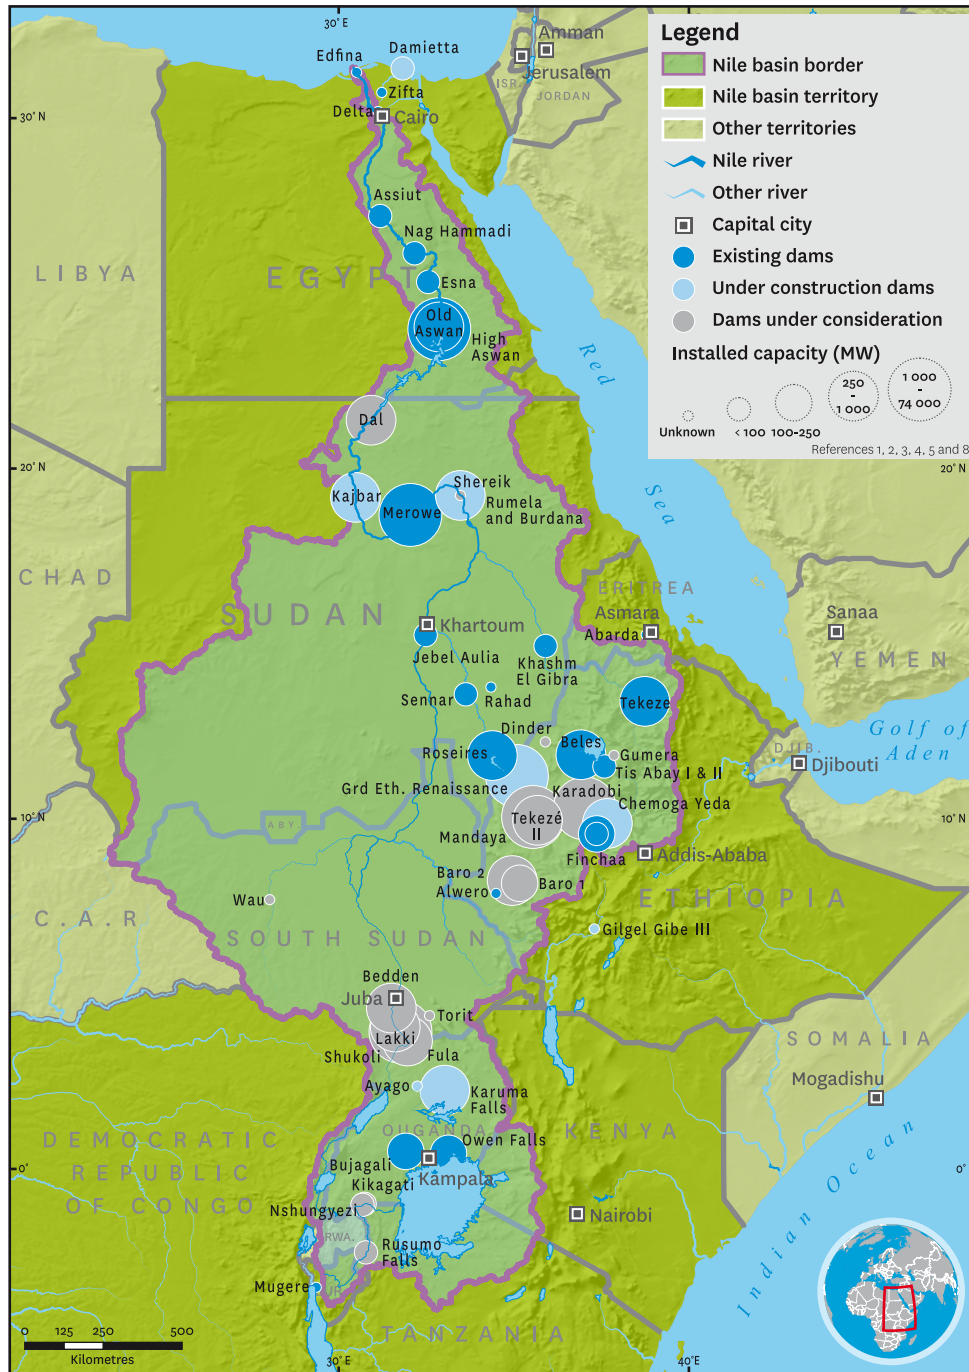 30° E
Legend
Nile basin border
Nile basin territory
Other territories
Nile river
Other river
Capital city
Existing dams
Under construction dams
Dams under consideration
Installed capacity (MW)
Unknown
< 100
100-250
250
-
1 000
1 000
-
74 000
References 1, 2, 3, 4, 5 and 8
Damietta
Edfina
Amman
Jerusalem
ISR.
JORDAN
Zifta
Delta
Cairo
30° N
Assiut
Nag Hammadi
LIBYA
EGYPT
Esna
Old
Aswan
High
Aswan
Red
Sea
Dal
20° N
20° N
Kajbar
Shereik
Merowe
Rumela
and Burdana
CHAD
SUDAN
ERITREA
Asmara
Abarda
Khartoum
Sanaa
YEMEN
Jebel Aulia
Khashm
El Gibra
Sennar
Rahad
Tekeze
Dinder
Golf of
Aden
Roseires
Beles
Gumera
DJIB.
Djibouti
Tis Abay I & II
Grd Eth. Renaissance
Karadobi
Chemoga Yeda
10° N
10° N
ABY.
Tekezé
II
Mandaya
Finchaa
Addis-Ababa
Baro 2
Alwero
Baro 1
ETHIOPIA
Wau
C.A.R
SOUTH SUDAN
Gilgel Gibe III
Bedden
Juba
Torit
Lakki
Shukoli
Fula
SOMALIA
Mogadishu
Ayago
Karuma
Falls
OUGANDA
DEMOCRATIC
REPUBLIC
OF CONGO
KENYA
Owen Falls
Bujagali
Kampala
0°
0°
Kikagati
Nshungyezi
Nairobi
RWA.
Rusumo
Falls
Indian Ocean
Mugere
TANZANIA
0
125
250
500
Kilometres
30° E
40° E